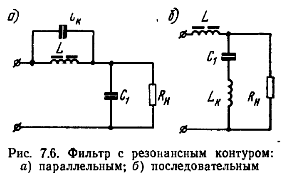 а) Cк б)
L L
C₁ Rн C₁ Lк Rн
Рис. 7.6. Фильтр с резонансным контуром:
а) параллельным; б) последовательным